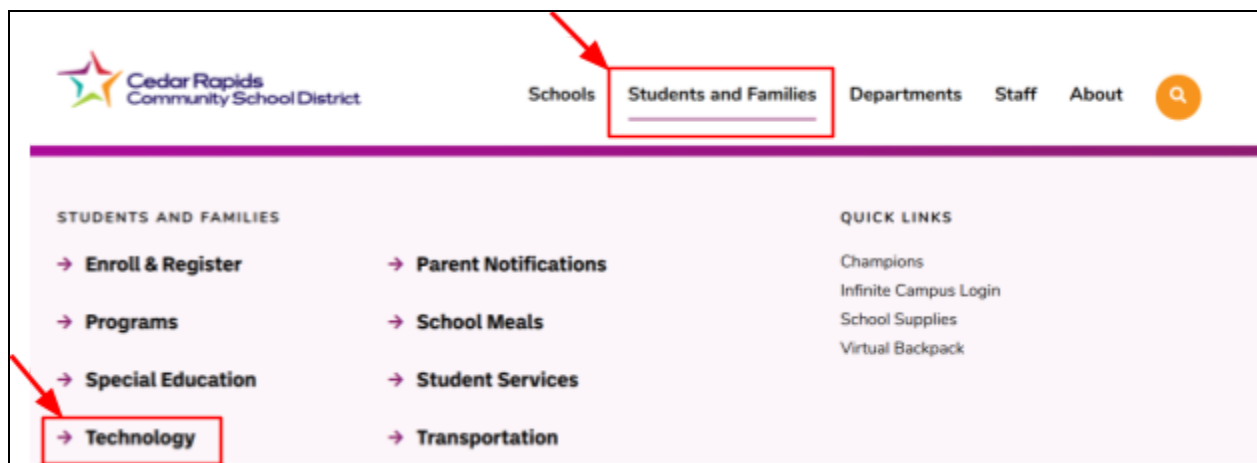 Cedar Rapids
Community School District
Schools Students and Families Departments Staff About
STUDENTS AND FAMILIES
Enroll & Register
Programs
Special Education
Technology
Parent Notifications
School Meals
Student Services
Transportation
QUICK LINKS
Champions
Infinite Campus Login
School Supplies
Virtual Backpack